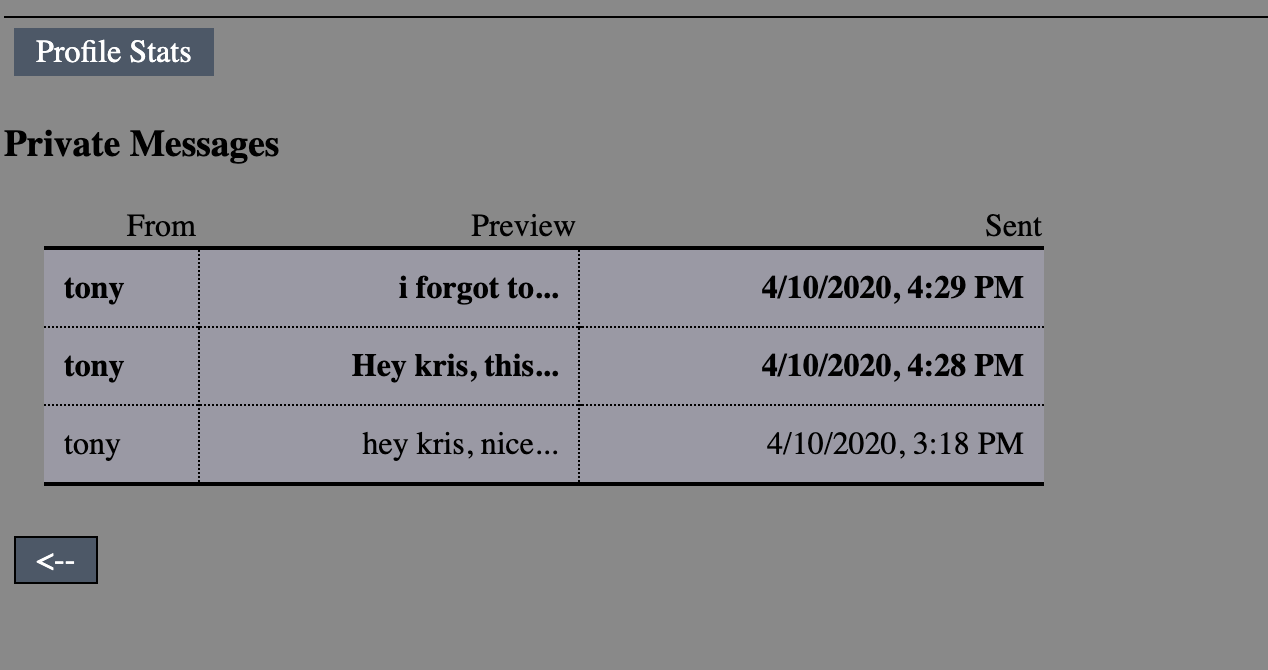 Profile Stats
Private Messages
From Preview Sent
tony i forgot to... 4/10/2020, 4:29 PM
tony Hey kris, this... 4/10/2020, 4:28 PM
tony hey kris, nice... 4/10/2020, 3:18 PM
<--